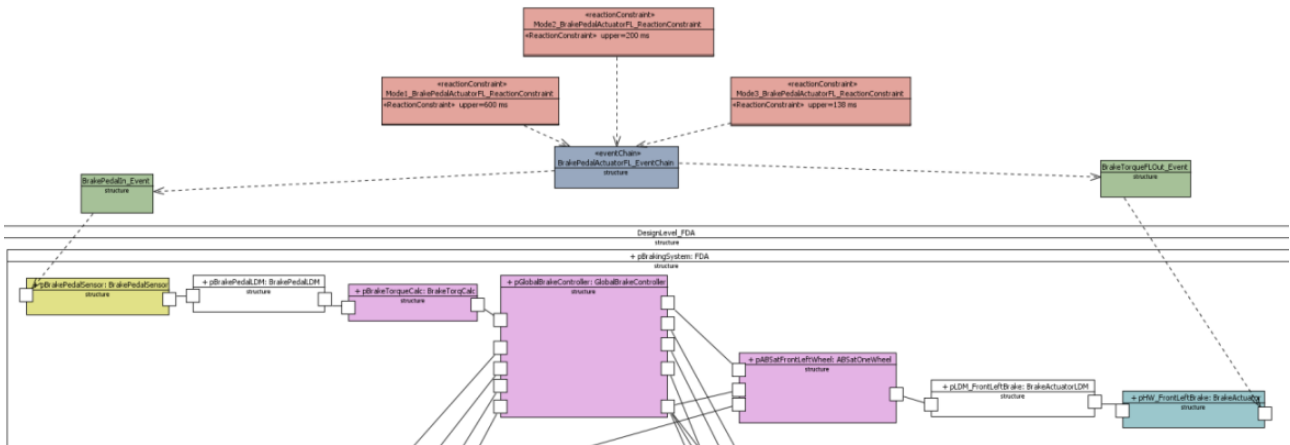 «reactionConstraint»
Mode2_BrakePedalActuatorFL_ReactionConstraint
«ReactionConstraint» upper=200 ms
«reactionConstraint»
Mode1_BrakePedalActuatorFL_ReactionConstraint
«ReactionConstraint» upper=600 ms
«reactionConstraint»
Mode3_BrakePedalActuatorFL_ReactionConstraint
«ReactionConstraint» upper=138 ms
«eventChain»
BrakePedalActuatorFL_EventChain
structure
BrakePedalIn_Event
structure
BrakeTorqueFLOut_Event
structure
DesignLevel_FDA
structure
+ pBrakingSystem: FDA
structure
+ pBrakePedalSensor: BrakePedalSensor
structure
+ pBrakePedalLDM: BrakePedalLDM
structure
+ pBrakeTorqueCalc: BrakeTorqCalc
structure
+ pGlobalBrakeController: GlobalBrakeController
structure
+ pABSatFrontLeftWheel: ABSatOneWheel
structure
+ pLDM_FrontLeftBrake: BrakeActuatorLDM
structure
+ pHW_FrontLeftBrake: BrakeActuator
structure